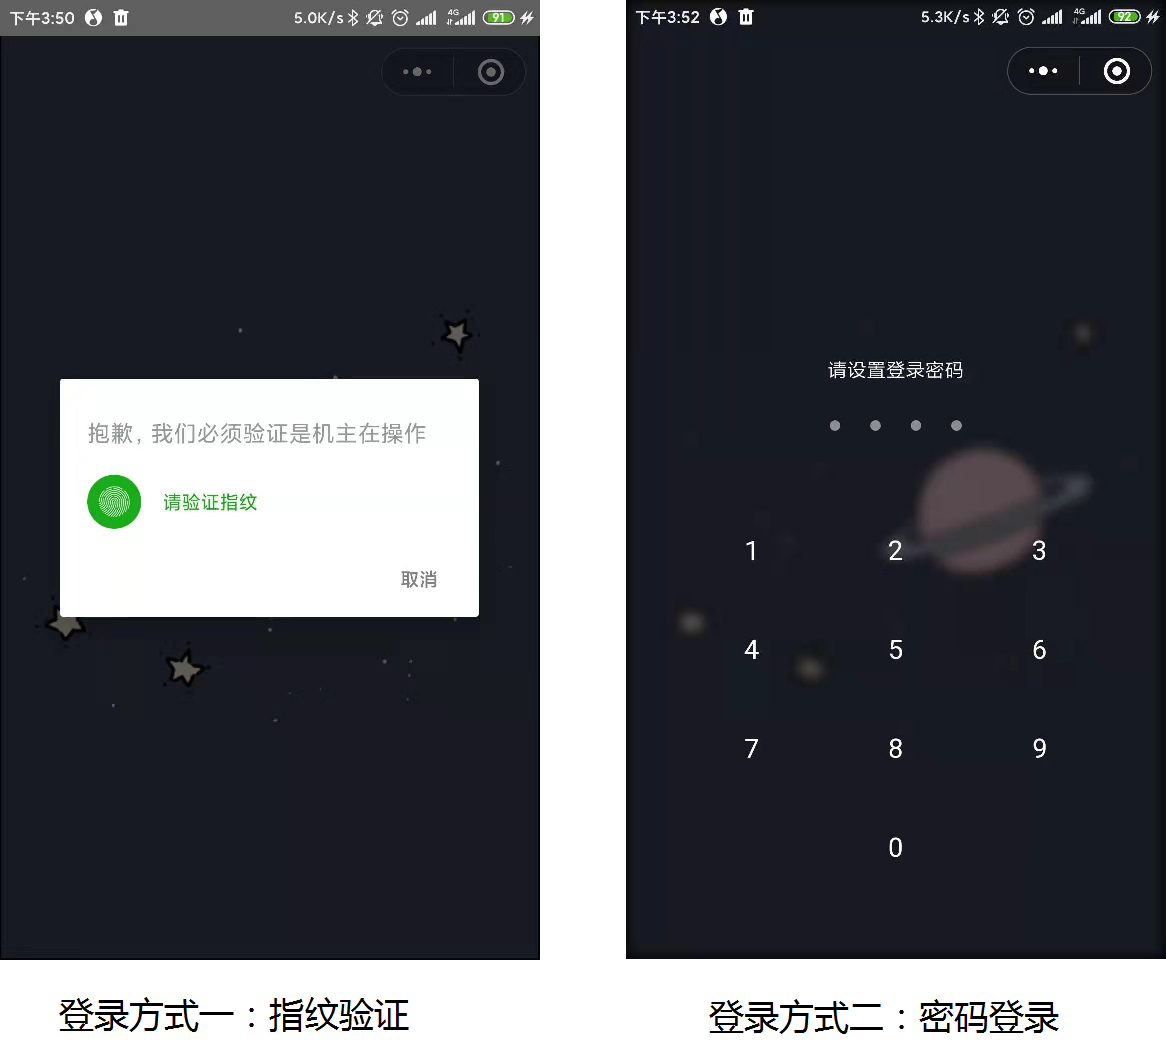 下午3:50
5.0K/s
4G
91
抱歉, 我们必须验证是机主在操作
请验证指纹
取消
登录方式一：指纹验证
下午3:52
5.3K/s
4G
92
请设置登录密码
1 2 3
4 5 6
7 8 9
0
登录方式二：密码登录